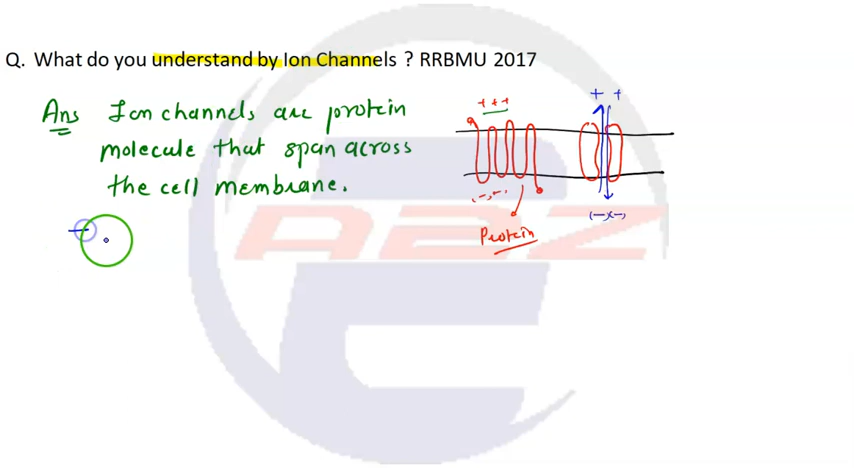 Q. What do you understand by Ion Channels ? RRBMU 2017
Ans Ion channels are protein
molecule that span across
the cell membrane.
+++
(-,-,
Protein
+ +
(-)(-)
ABZ